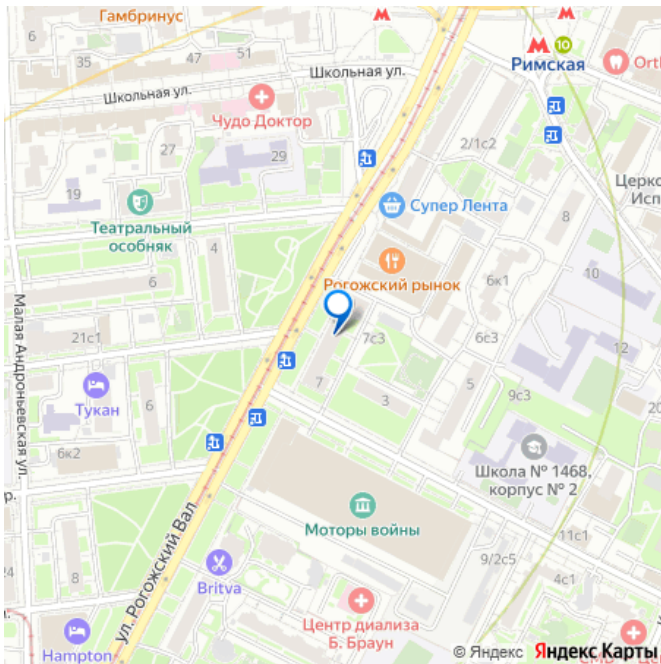 Гамбринус
6
35
47
6
Школьная ул.
Школьная ул.
10
Римская
Orth
Чудо Доктор
2/1с2
27
29
19
Церко
Исп
Супер Лента
8
Театральный
особняк
4
10
Рогожский рынок
6к1
6
Малая Андроньевская ул.
21с1
7с3
6с3
12
7
5
3
9с3
20
Тукан
6
6к2
Школа № 1468,
корпус № 2
р.
Моторы войны
11с1
ул. Рогожский Вал
9/2с5
24
8
Britva
4с1
Центр диализа
Б. Браун
Hampton
© Яндекс Яндекс Карты